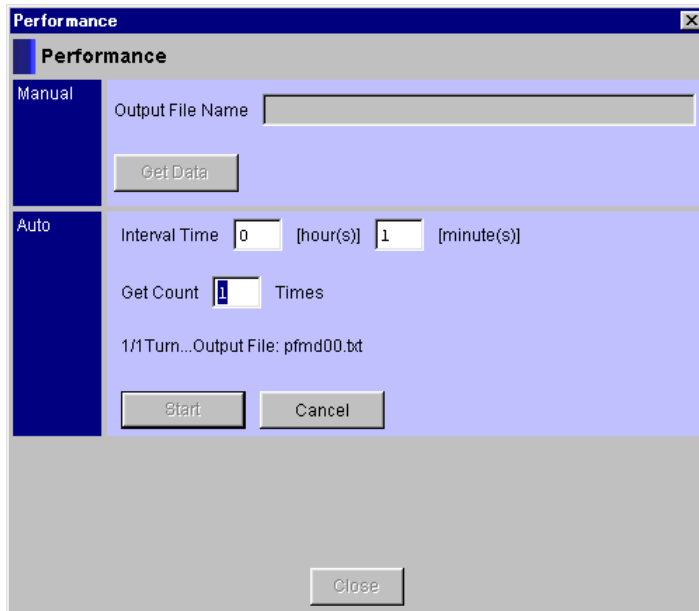 Performance
Performance
Manual
Output File Name
Get Data
Auto
Interval Time 0 [hour(s)] 1 [minute(s)]
Get Count 1 Times
1/1Turn...Output File: pfmd00.txt
Start Cancel
Close